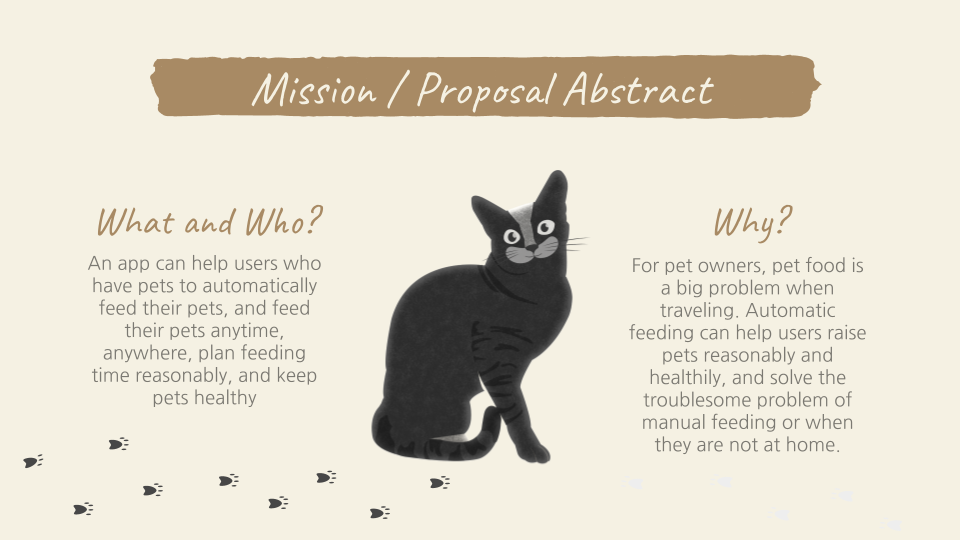 Mission / Proposal Abstract
What and Who?
An app can help users who
have pets to automatically
feed their pets, and feed
their pets anytime,
anywhere, plan feeding
time reasonably, and keep
pets healthy
Why?
For pet owners, pet food is
a big problem when
traveling. Automatic
feeding can help users raise
pets reasonably and
healthily, and solve the
troublesome problem of
manual feeding or when
they are not at home.